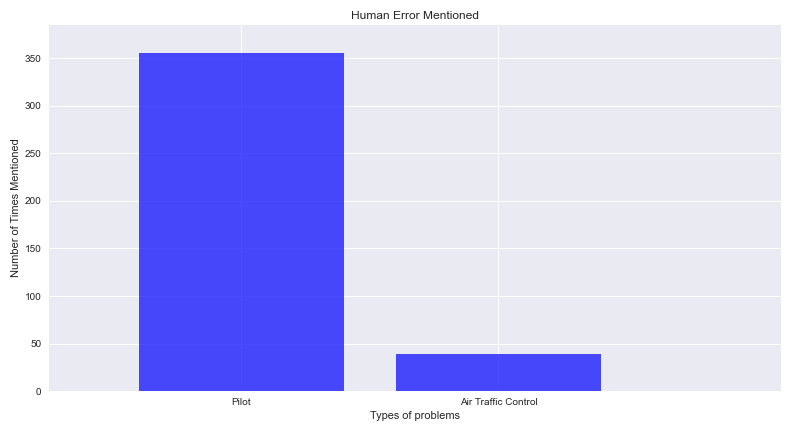 Human Error Mentioned
Number of Times Mentioned
350
300
250
200
150
100
50
0
Pilot
Air Traffic Control
Types of problems